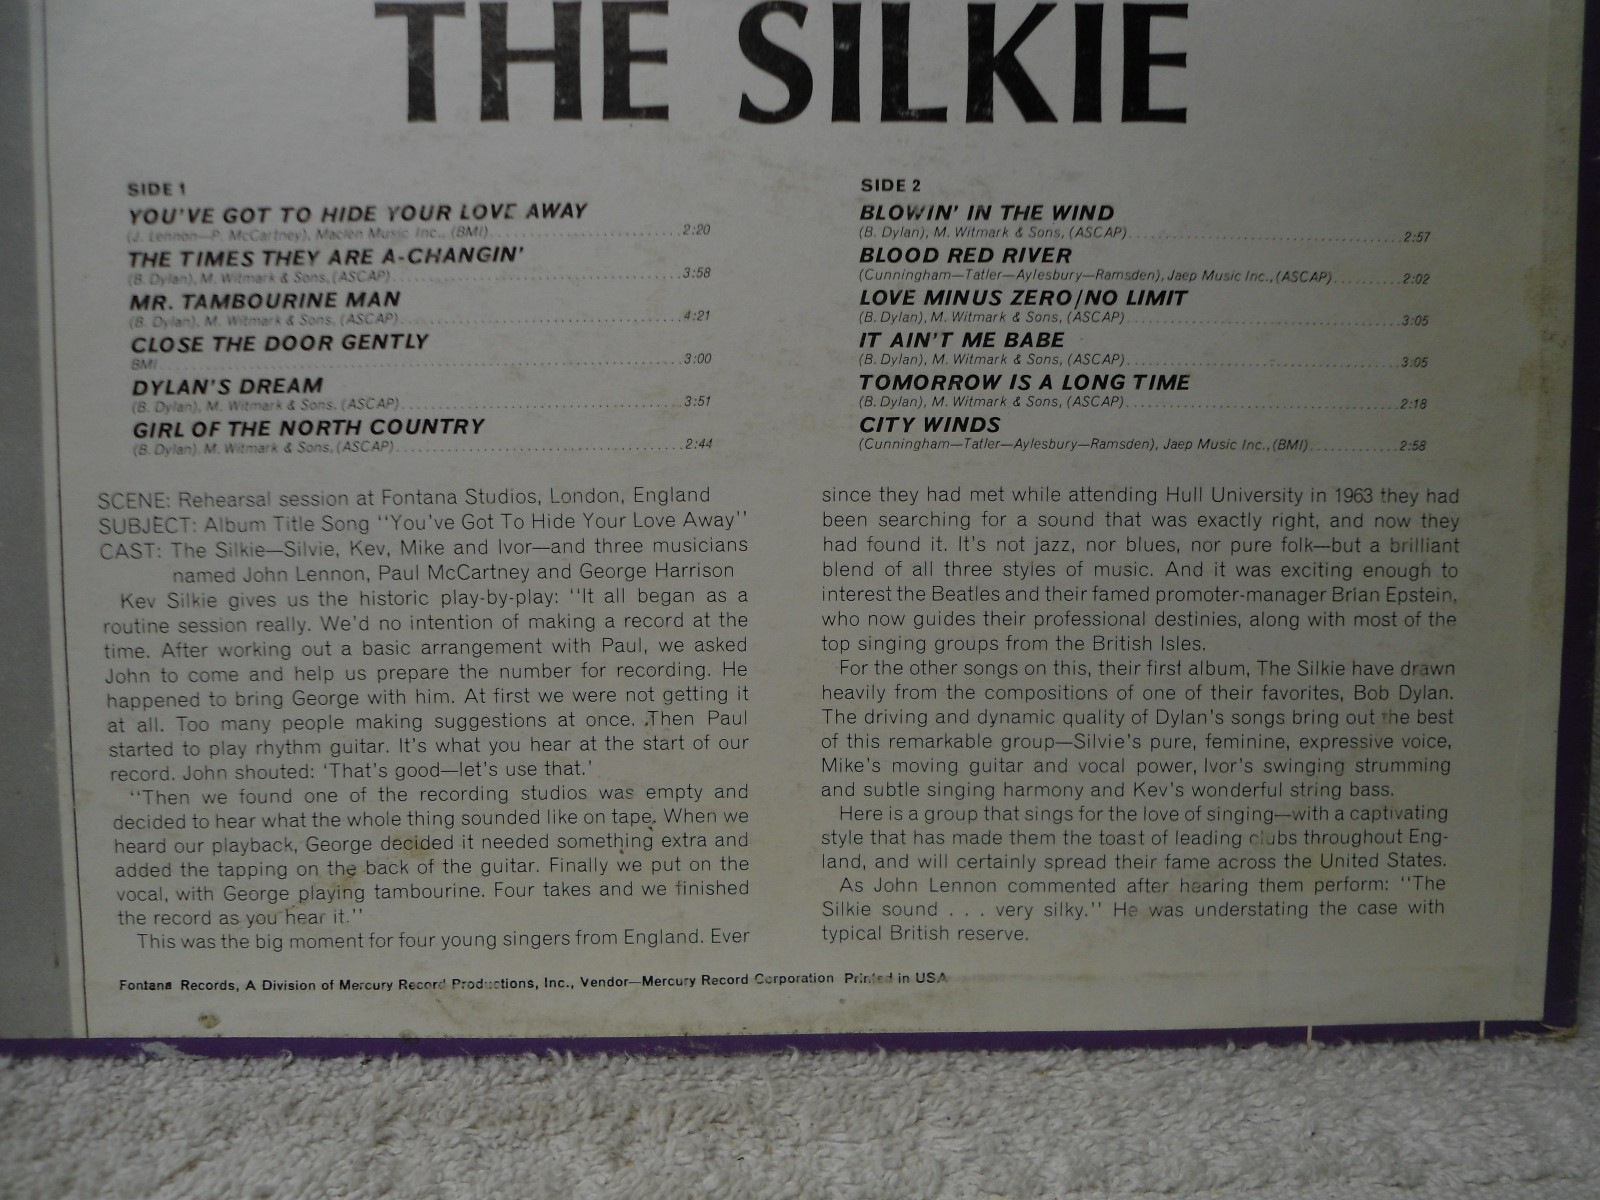 THE SILKIE
SIDE 1
YOU'VE GOT TO HIDE YOUR LOVE AWAY
(J. Lennon—P. McCartney), Maclen Music Inc., (BMI)........................2:20
THE TIMES THEY ARE A-CHANGIN'
(B. Dylan), M. Witmark & Sons, (ASCAP)........................3:58
MR. TAMBOURINE MAN
(B. Dylan), M. Witmark & Sons, (ASCAP)........................4:21
CLOSE THE DOOR GENTLY
BMI........................3:00
DYLAN'S DREAM
(B. Dylan), M. Witmark & Sons, (ASCAP)........................3:51
GIRL OF THE NORTH COUNTRY
(B. Dylan). M. Witmark & Sons, (ASCAP)........................2:44
SIDE 2
BLOWIN' IN THE WIND
(B. Dylan), M. Witmark & Sons, (ASCAP)........................2:57
BLOOD RED RIVER
(Cunningham—Tatler—Aylesbury—Ramsden), Jaep Music Inc., (ASCAP)..........2:02
LOVE MINUS ZERO/NO LIMIT
(B. Dylan), M. Witmark & Sons, (ASCAP)........................3:05
IT AIN'T ME BABE
(B. Dylan), M. Witmark & Sons, (ASCAP)........................3:05
TOMORROW IS A LONG TIME
(B. Dylan), M. Witmark & Sons, (ASCAP)........................2:18
CITY WINDS
(Cunningham—Tatler—Aylesbury—Ramsden), Jaep Music Inc., (BMI)............2:58
SCENE: Rehearsal session at Fontana Studios, London, England
SUBJECT: Album Title Song "You've Got To Hide Your Love Away"
CAST: The Silkie—Silvie, Kev, Mike and Ivor—and three musicians
named John Lennon, Paul McCartney and George Harrison
Kev Silkie gives us the historic play-by-play: "It all began as a
routine session really. We'd no intention of making a record at the
time. After working out a basic arrangement with Paul, we asked
John to come and help us prepare the number for recording. He
happened to bring George with him. At first we were not getting it
at all. Too many people making suggestions at once. Then Paul
started to play rhythm guitar. It's what you hear at the start of our
record. John shouted: 'That's good—let's use that.'
"Then we found one of the recording studios was empty and
decided to hear what the whole thing sounded like on tape. When we
heard our playback, George decided it needed something extra and
added the tapping on the back of the guitar. Finally we put on the
vocal, with George playing tambourine. Four takes and we finished
the record as you hear it."
This was the big moment for four young singers from England. Ever
since they had met while attending Hull University in 1963 they had
been searching for a sound that was exactly right, and now they
had found it. It's not jazz, nor blues, nor pure folk—but a brilliant
blend of all three styles of music. And it was exciting enough to
interest the Beatles and their famed promoter-manager Brian Epstein,
who now guides their professional destinies, along with most of the
top singing groups from the British Isles.
For the other songs on this, their first album, The Silkie have drawn
heavily from the compositions of one of their favorites, Bob Dylan.
The driving and dynamic quality of Dylan's songs bring out the best
of this remarkable group—Silvie's pure, feminine, expressive voice,
Mike's moving guitar and vocal power, Ivor's swinging strumming
and subtle singing harmony and Kev's wonderful string bass.
Here is a group that sings for the love of singing—with a captivating
style that has made them the toast of leading clubs throughout Eng-
land, and will certainly spread their fame across the United States.
As John Lennon commented after hearing them perform: "The
Silkie sound . . . very silky." He was understating the case with
typical British reserve.
Fontana Records, A Division of Mercury Record Productions, Inc., Vendor—Mercury Record Corporation Printed in USA